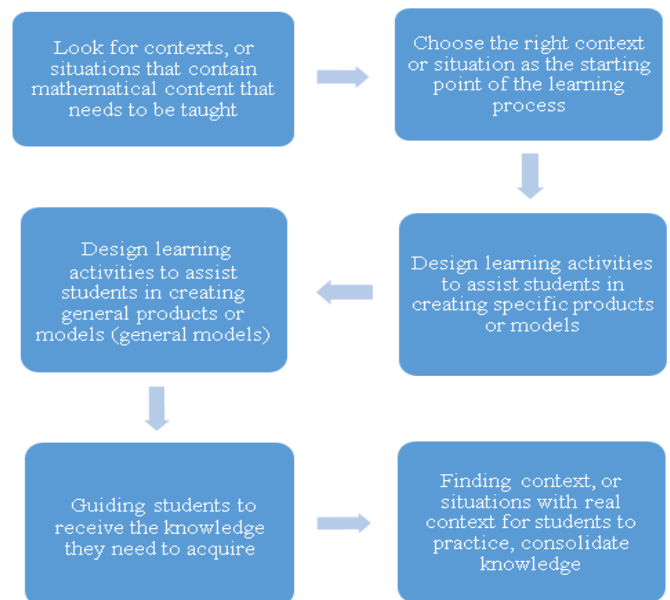 Look for contexts, or
situations that contain
mathematical content that
needs to be taught
Choose the right context
or situation as the starting
point of the learning
process
Design learning activities
to assist students in
creating specific products
or models
Design learning
activities to assist
students in creating
general products or
models (general models)
Guiding students to
receive the knowledge
they need to acquire
Finding context, or
situations with real
context for students to
practice, consolidate
knowledge